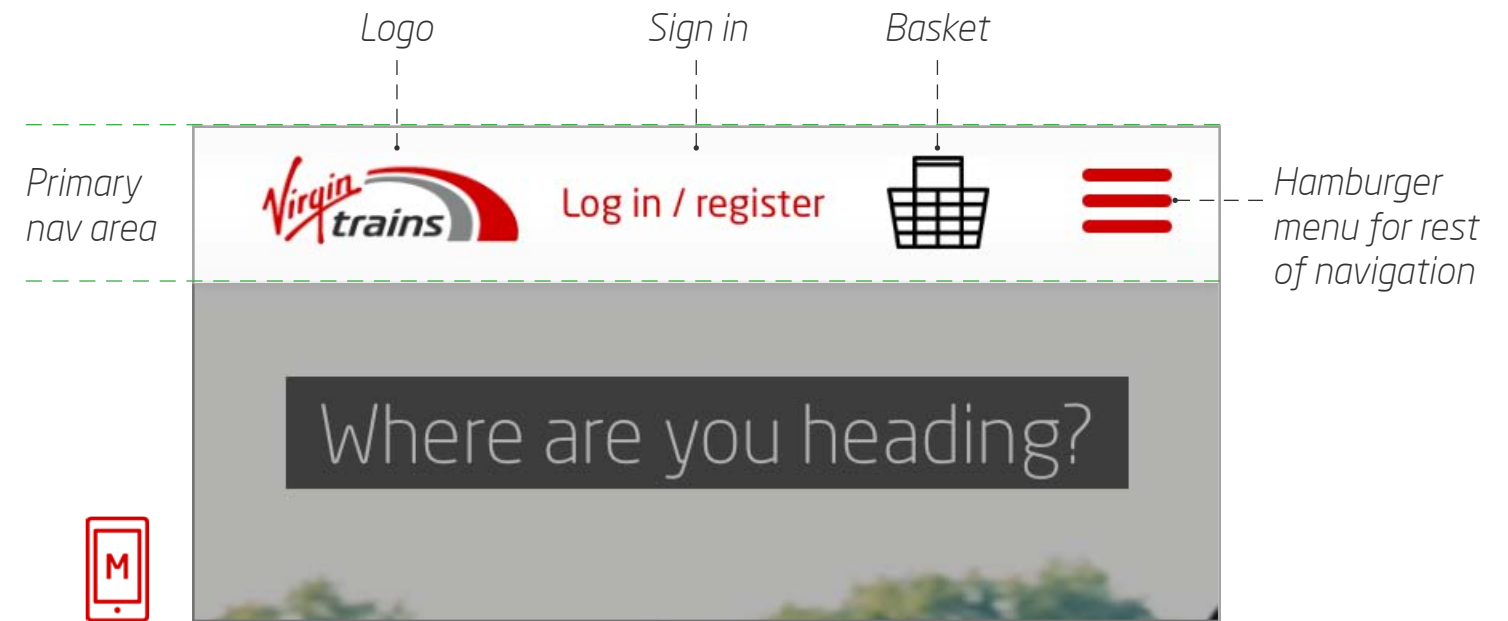 Logo
Sign in
Basket
Primary
nav area
Virgin
trains
Log in / register
Hamburger
menu for rest
of navigation
Where are you heading?
M